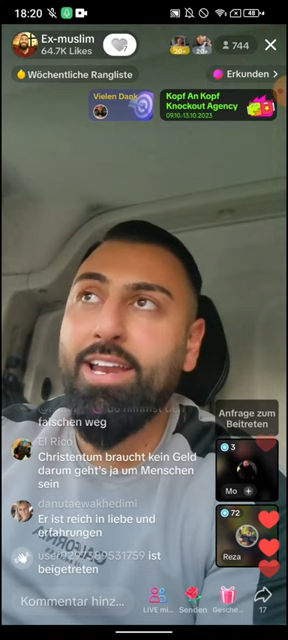 18:20
48
Ex-muslim
64.7K Likes
20+
20+
744
Wöchentliche Rangliste
Erkunden
Vielen Dank
Kopf An Kopf
Knockout Agency
09.10.-13.10.2023
falschen weg
El Rico
Christentum braucht kein Geld
darum geht's ja um Menschen
sein
danutaewakhedimi
Er ist reich in liebe und
erfahrungen
ist
beigetreten
Anfrage zum
Beitreten
3
Mo
72
Reza
Kommentar hinz...
LIVE mi...
Senden
Gesche...
17